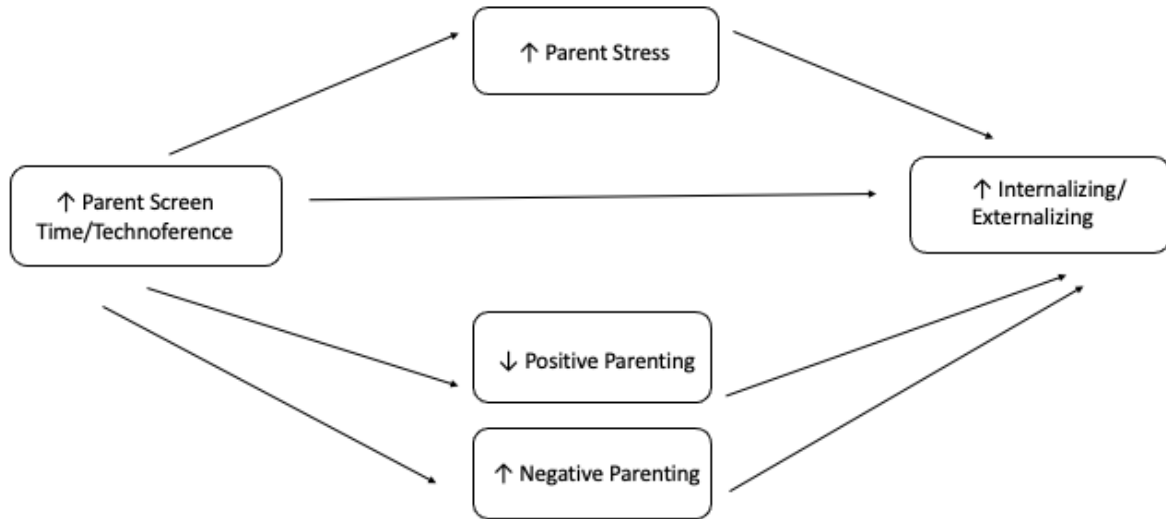 ↑ Parent Stress
↑ Parent Screen
Time/Technoference
↑ Internalizing/
Externalizing
↓ Positive Parenting
↑ Negative Parenting